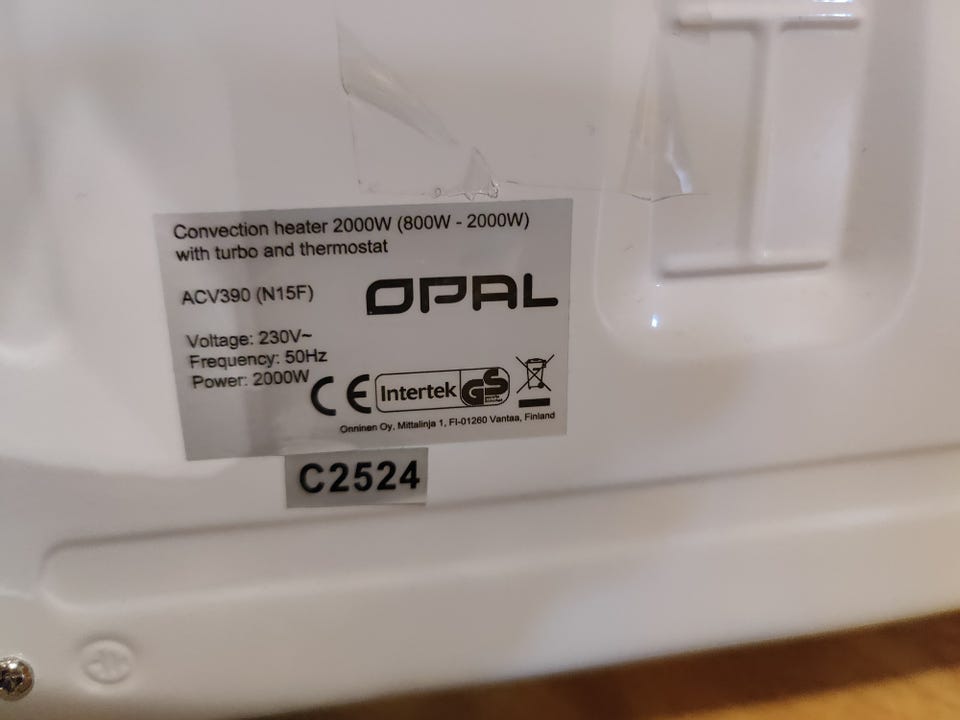 Convection heater 2000W (800W - 2000W)
with turbo and thermostat
ACV390 (N15F)
OPAL
Voltage: 230V~
Frequency: 50Hz
Power: 2000W
CE
Intertek
GS
Onninen Oy, Mittalinja 1, FI-01260 Vantaa, Finland
C2524